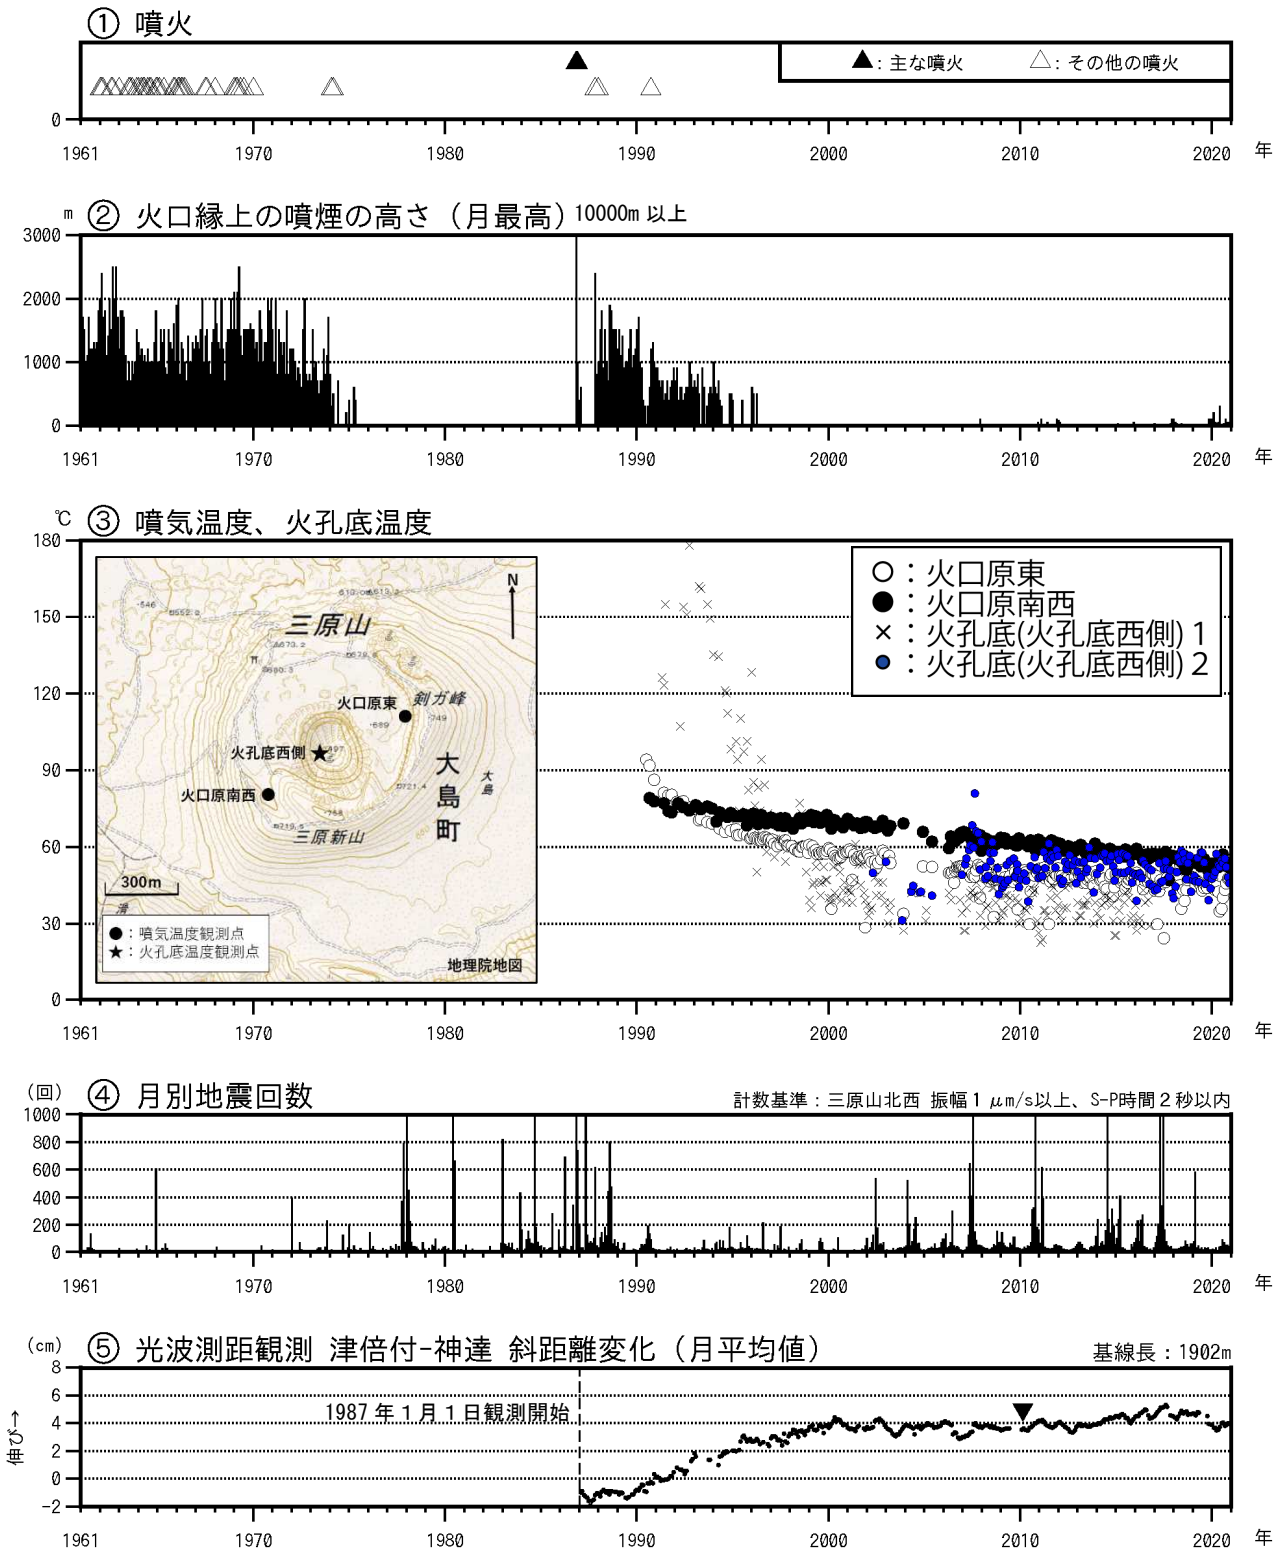 ① 噴火
▲：主な噴火 △：その他の噴火
0
1961 1970 1980 1990 2000 2010 2020 年
m ② 火口縁上の噴煙の高さ（月最高） 10000m 以上
3000
2000
1000
0
1961 1970 1980 1990 2000 2010 2020 年
℃ ③ 噴気温度、火孔底温度
180
150
120
90
60
30
0
○：火口原東
●：火口原南西
×：火孔底(火孔底西側)１
●：火孔底(火孔底西側)２
N
三原山
火口原東
剣ガ峰
火孔底西側
火口原南西
大島町
大島
三原新山
300m
●：噴気温度観測点
★：火孔底温度観測点
地理院地図
1961 1970 1980 1990 2000 2010 2020 年
(回) ④ 月別地震回数
計数基準：三原山北西 振幅１μm/s以上、S-P時間２秒以内
1000
800
600
400
200
0
1961 1970 1980 1990 2000 2010 2020 年
(cm) ⑤ 光波測距観測 津倍付-神達 斜距離変化（月平均値）
基線長：1902m
8
6
4
2
0
-2
伸び→
1987 年１月１日観測開始
1961 1970 1980 1990 2000 2010 2020 年